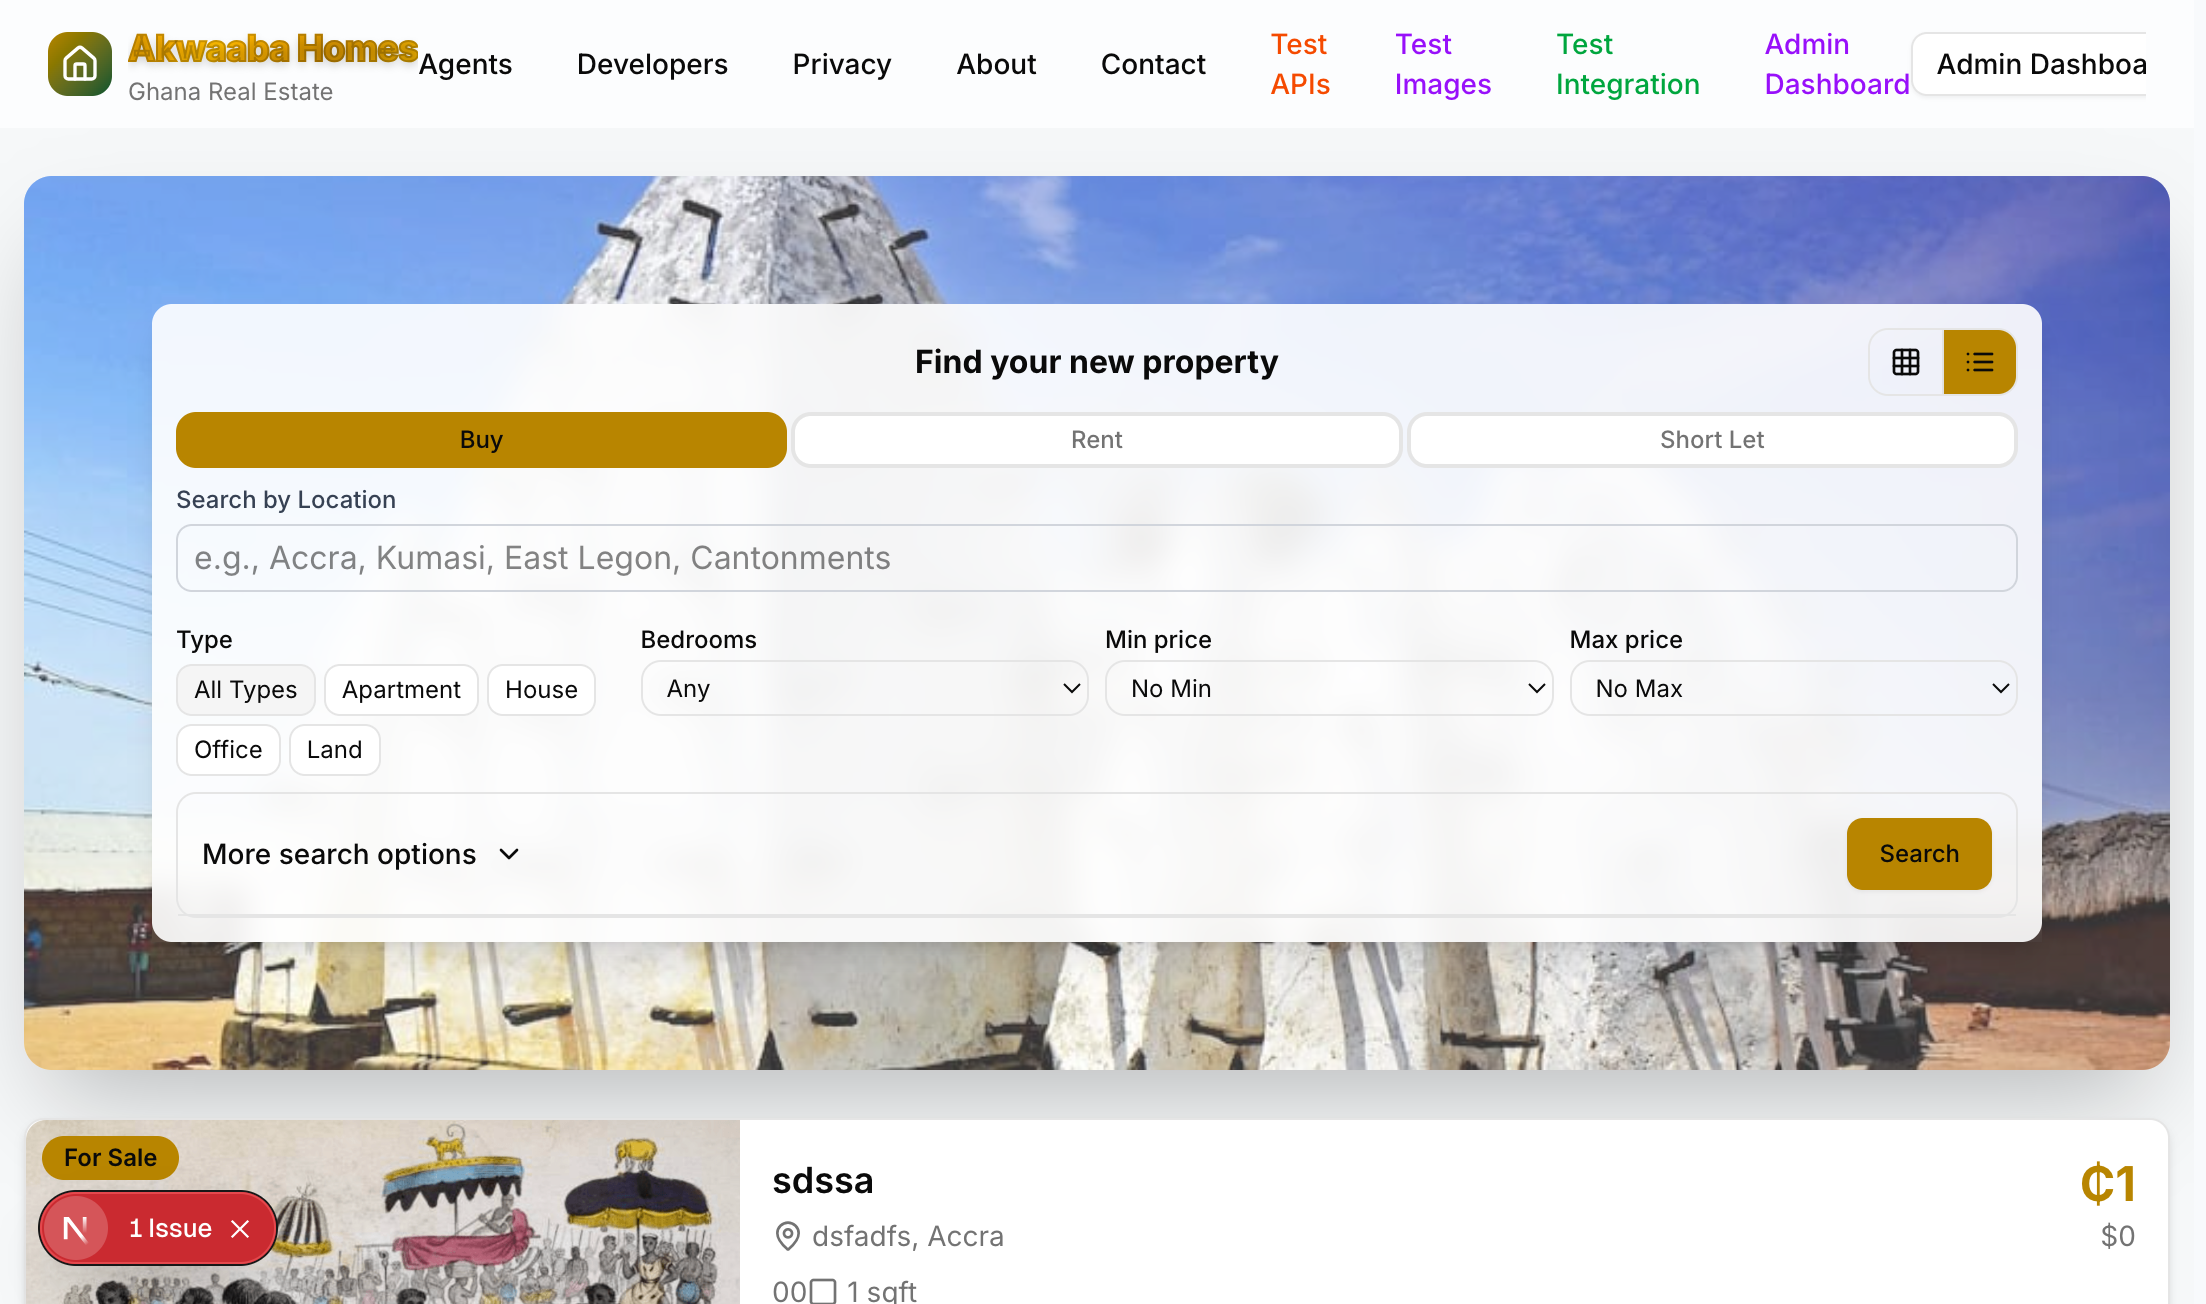 Akwaaba Homes
Ghana Real Estate
Agents
Developers
Privacy
About
Contact
Test
APIs
Test
Images
Test
Integration
Admin
Dashboard
Admin Dashboa
Find your new property
Buy
Rent
Short Let
Search by Location
e.g., Accra, Kumasi, East Legon, Cantonments
Type
All Types
Apartment
House
Office
Land
Bedrooms
Any
Min price
No Min
Max price
No Max
More search options
Search
For Sale
N
1 Issue
sdssa
₵1
dsfadfs, Accra
$0
00 1 sqft